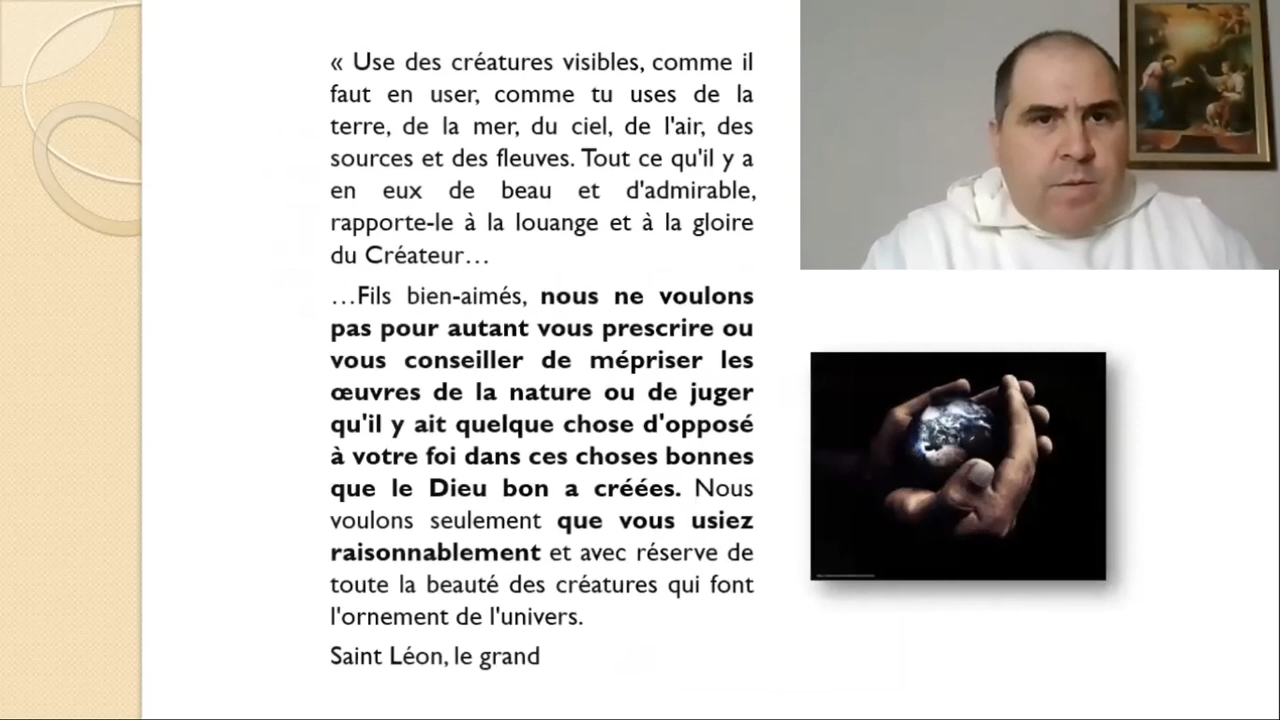 « Use des créatures visibles, comme il
faut en user, comme tu uses de la
terre, de la mer, du ciel, de l'air, des
sources et des fleuves. Tout ce qu'il y a
en eux de beau et d'admirable,
rapporte-le à la louange et à la gloire
du Créateur…
…Fils bien-aimés, nous ne voulons
pas pour autant vous prescrire ou
vous conseiller de mépriser les
œuvres de la nature ou de juger
qu'il y ait quelque chose d'opposé
à votre foi dans ces choses bonnes
que le Dieu bon a créées. Nous
voulons seulement que vous usiez
raisonnablement et avec réserve de
toute la beauté des créatures qui font
l'ornement de l'univers.
Saint Léon, le grand